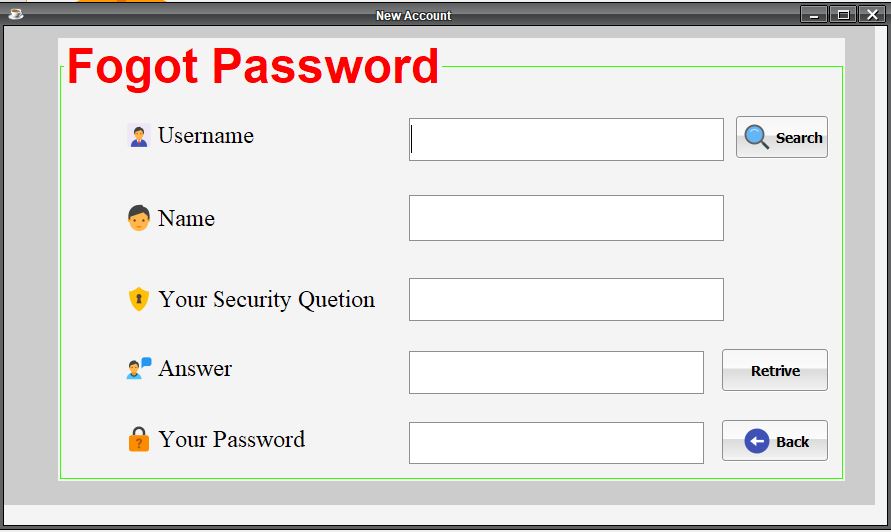 New Account
Fogot Password
Username
Search
Name
Your Security Quetion
Answer
Retrive
Your Password
Back